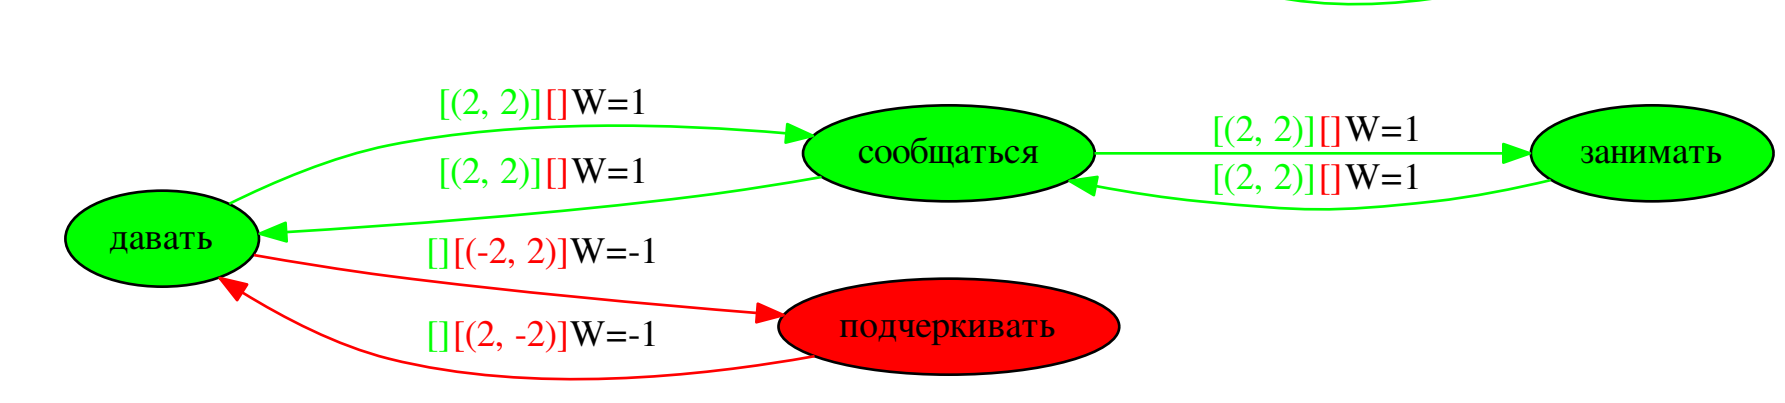 [(2, 2)][]W=1
[(2, 2)][]W=1
сообщаться
занимать
[(2, 2)][]W=1
[(2, 2)][]W=1
давать
[][(-2, 2)]W=-1
подчеркивать
[][(2, -2)]W=-1